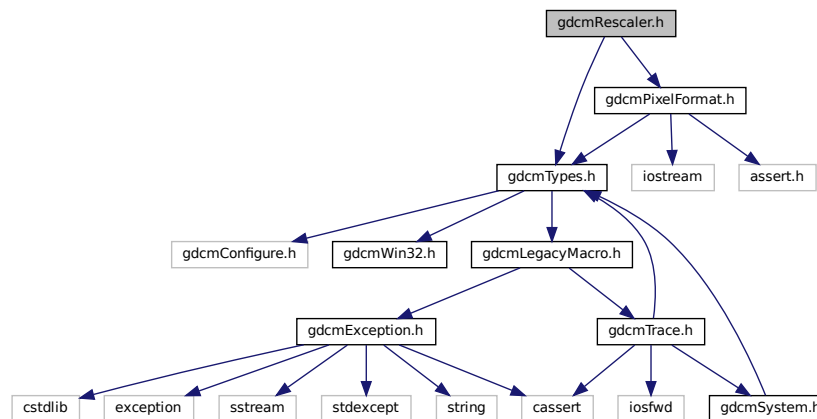 gdcmRescaler.h
gdcmPixelFormat.h
gdcmTypes.h
iostream
assert.h
gdcmConfigure.h
gdcmWin32.h
gdcmLegacyMacro.h
gdcmException.h
gdcmTrace.h
cstdlib
exception
sstream
stdexcept
string
cassert
iosfwd
gdcmSystem.h